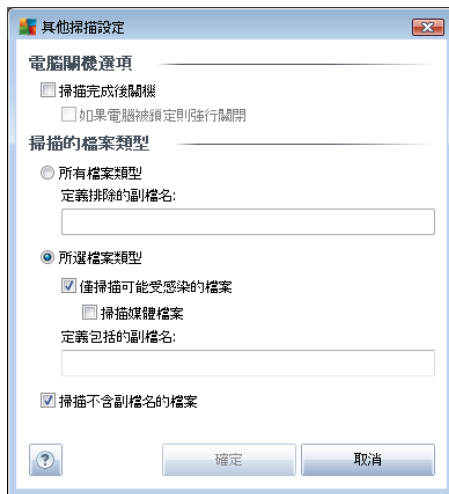 其他掃描設定
電腦關機選項
掃描完成後關機
如果電腦被鎖定則強行關閉
掃描的檔案類型
所有檔案類型
定義排除的副檔名:
所選檔案類型
僅掃描可能受感染的檔案
掃描媒體檔案
定義包括的副檔名:
掃描不含副檔名的檔案
?
確定
取消